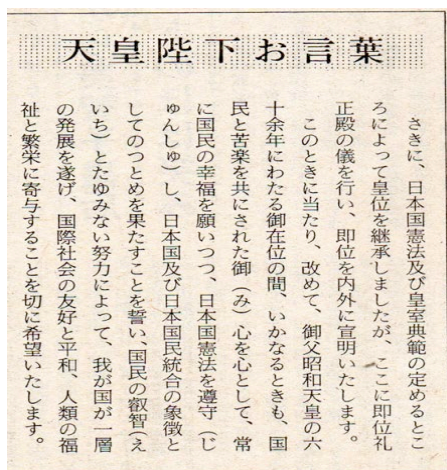 天皇陛下お言葉
さきに、日本国憲法及び皇室典範の定めるとこ
ろによって皇位を継承しましたが、ここに即位礼
正殿の儀を行い、即位を内外に宣明いたします。
このときに当たり、改めて、御父昭和天皇の六
十余年にわたる御在位の間、いかなるときも、国
民と苦楽を共にされた御（み）心を心として、常
に国民の幸福を願いつつ、日本国憲法を遵守（じ
ゅんしゅ）し、日本国及び日本国民統合の象徴と
してのつとめを果たすことを誓い、国民の叡智（え
いち）とたゆみない努力によって、我が国が一層
の発展を遂げ、国際社会の友好と平和、人類の福
祉と繁栄に寄与することを切に希望いたします。